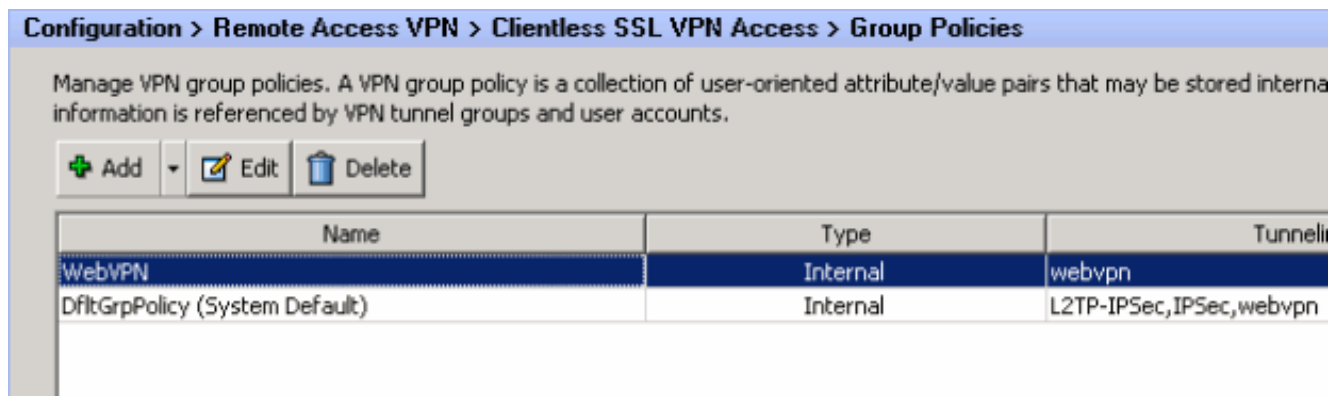 Configuration > Remote Access VPN > Clientless SSL VPN Access > Group Policies
Manage VPN group policies. A VPN group policy is a collection of user-oriented attribute/value pairs that may be stored interna
information is referenced by VPN tunnel groups and user accounts.
Add Edit Delete
Name Type Tunneli
WebVPN Internal webvpn
DfltGrpPolicy (System Default) Internal L2TP-IPSec,IPSec,webvpn